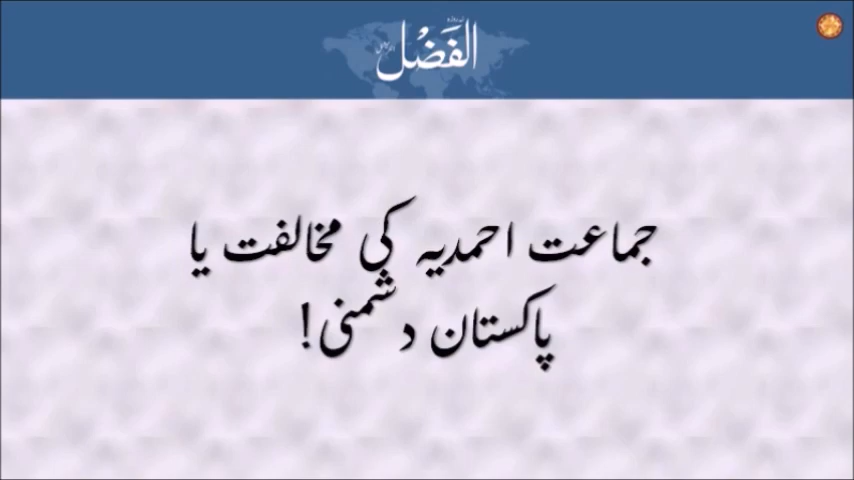 الفضل
جماعت احمدیہ کی مخالفت یا
پاکستان دشمنی!